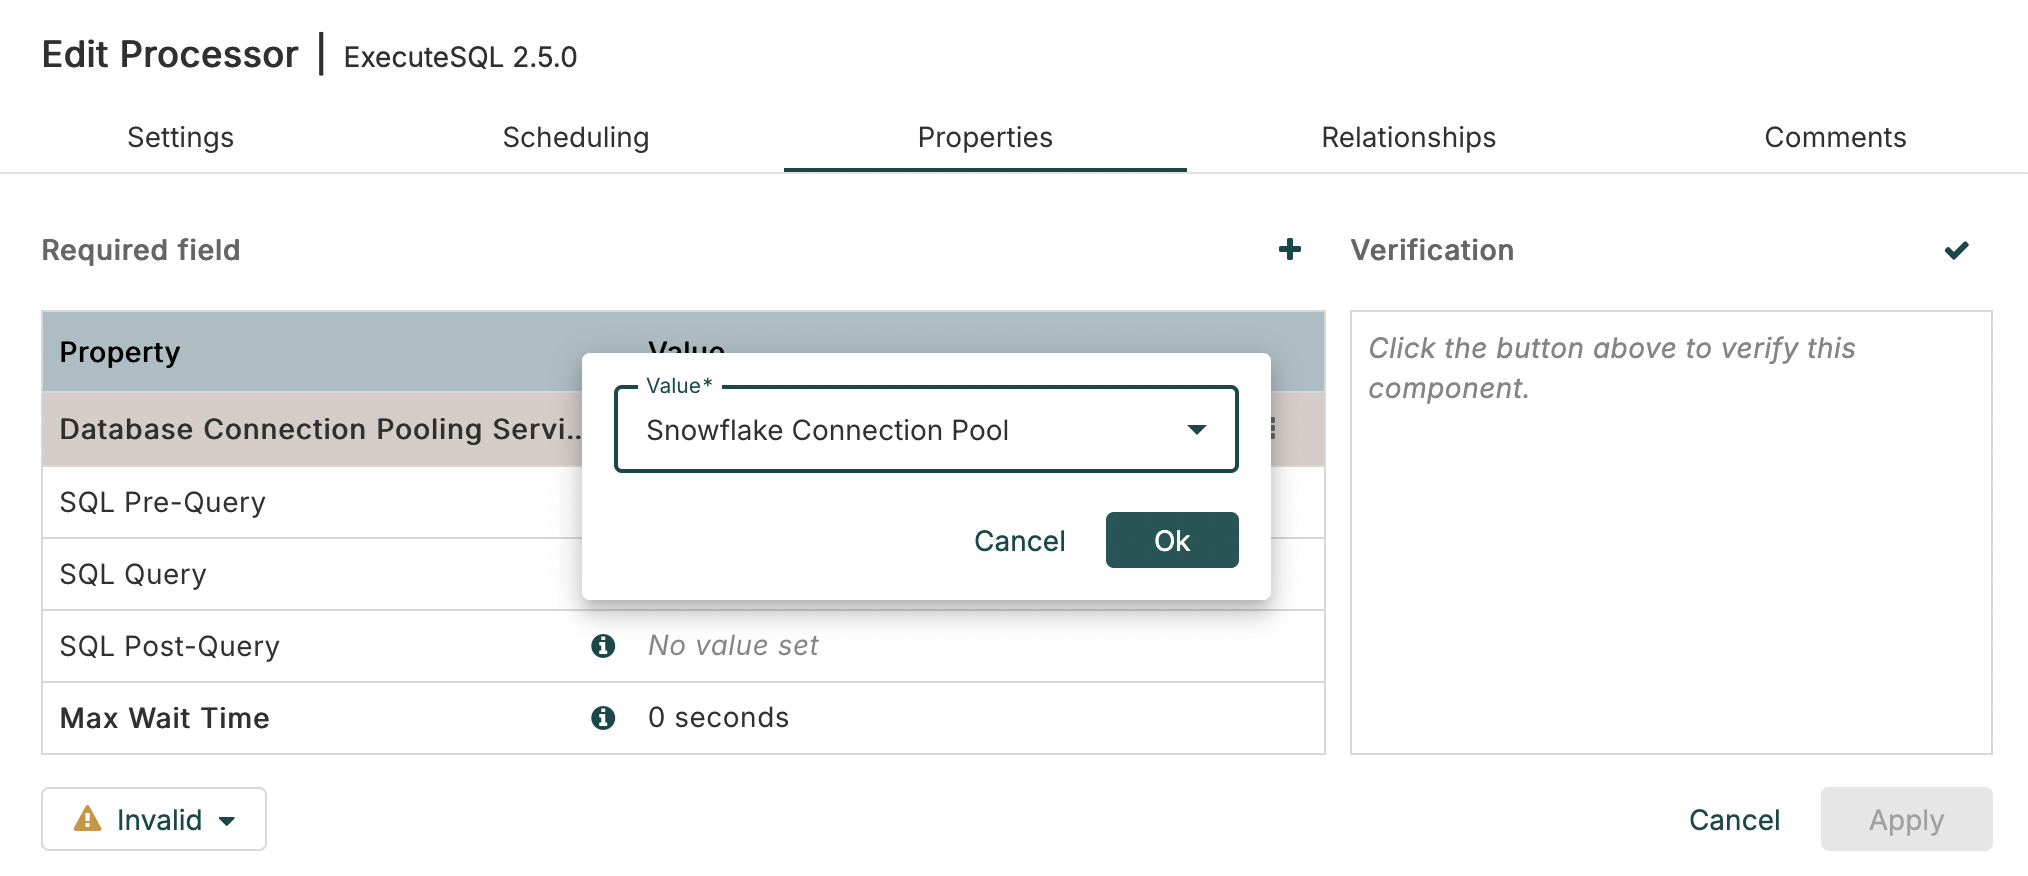 Edit Processor | ExecuteSQL 2.5.0
Settings Scheduling Properties Relationships Comments
Required field
Verification
Property Value
Click the button above to verify this
component.
Database Connection Pooling Servi...
Value*
Snowflake Connection Pool
SQL Pre-Query
Cancel Ok
SQL Query
SQL Post-Query No value set
Max Wait Time 0 seconds
Invalid
Cancel Apply